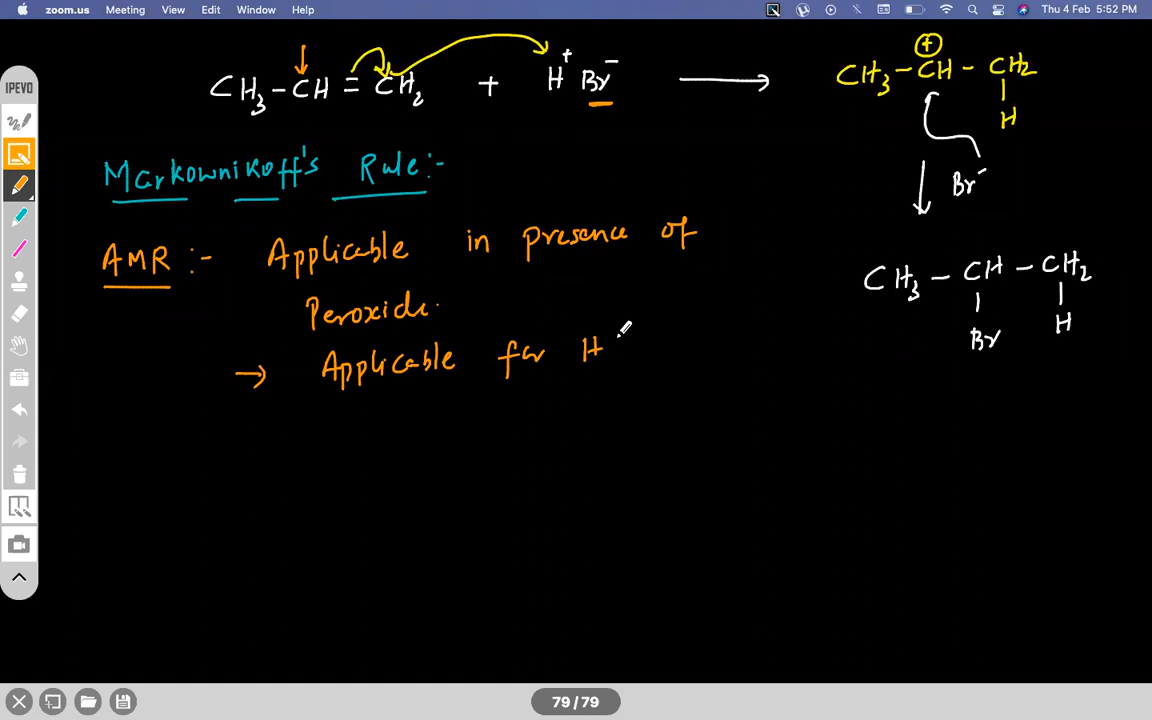 zoom.us Meeting View Edit Window Help Thu 4 Feb 5:52 PM
IPEVO
CH3 - CH = CH2 + H+ Br- ⟶ CH3 - CH - CH2
+
H
Br-
Markownikoff's Rule:-
AMR :- Applicable in presence of
Peroxide.
→ Applicable for H
CH3 - CH - CH2
Br H
79 / 79